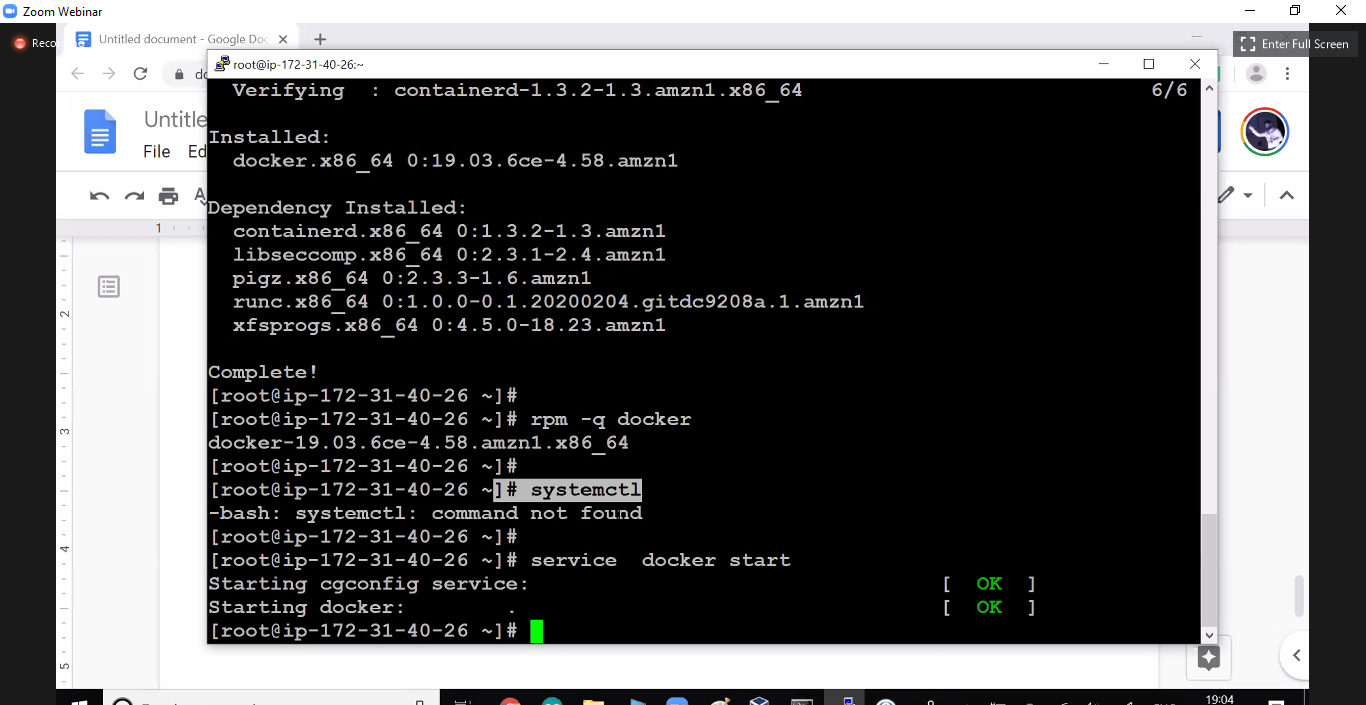 Zoom Webinar
Untitled document - Google Doc
Enter Full Screen
root@ip-172-31-40-26:~
File
1
2
3
4
5
Verifying : containerd-1.3.2-1.3.amzn1.x86_64 6/6
Installed:
docker.x86_64 0:19.03.6ce-4.58.amzn1
Dependency Installed:
containerd.x86_64 0:1.3.2-1.3.amzn1
libseccomp.x86_64 0:2.3.1-2.4.amzn1
pigz.x86_64 0:2.3.3-1.6.amzn1
runc.x86_64 0:1.0.0-0.1.20200204.gitdc9208a.1.amzn1
xfsprogs.x86_64 0:4.5.0-18.23.amzn1
Complete!
[root@ip-172-31-40-26 ~]#
[root@ip-172-31-40-26 ~]# rpm -q docker
docker-19.03.6ce-4.58.amzn1.x86_64
[root@ip-172-31-40-26 ~]#
[root@ip-172-31-40-26 ~]# systemctl
-bash: systemctl: command not found
[root@ip-172-31-40-26 ~]#
[root@ip-172-31-40-26 ~]# service  docker start
Starting cgconfig service: [ OK ]
Starting docker: . [ OK ]
[root@ip-172-31-40-26 ~]#
19:04